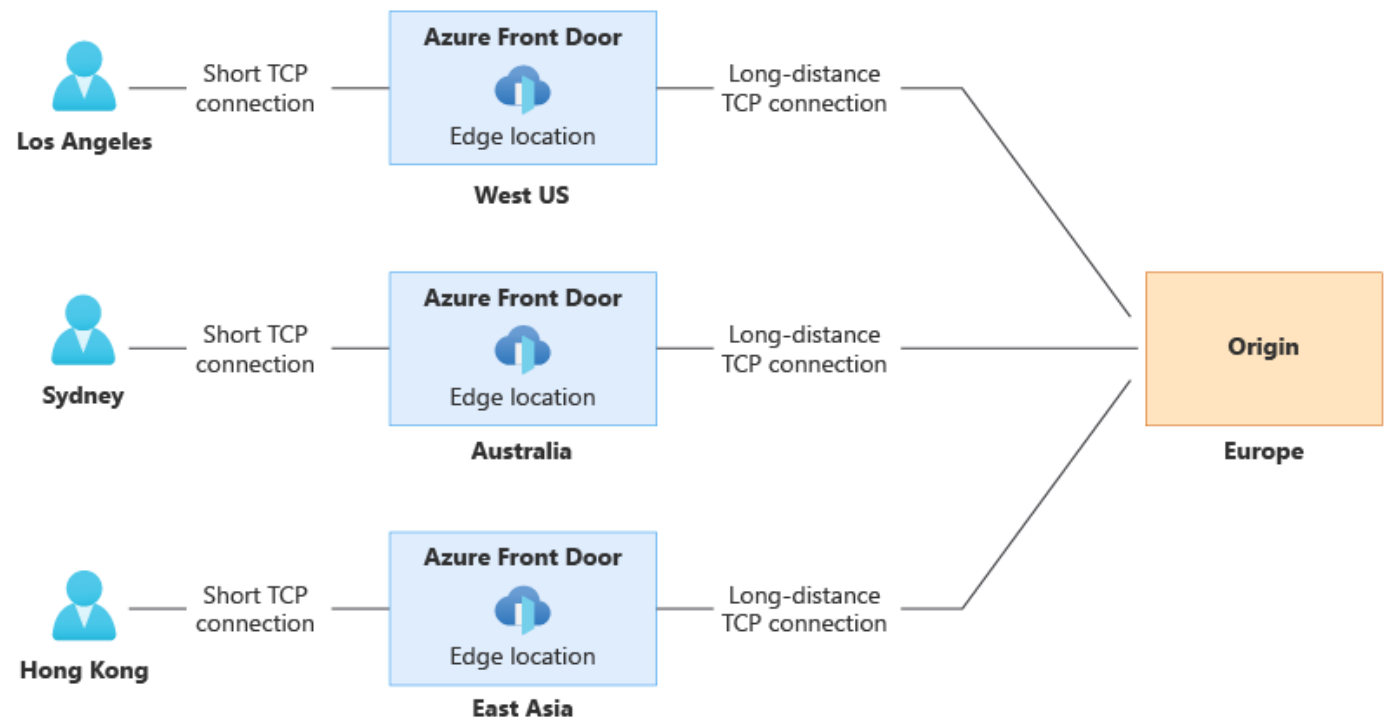 Azure Front Door
Short TCP
connection
Long-distance
TCP connection
Edge location
Los Angeles
West US
Azure Front Door
Short TCP
connection
Long-distance
TCP connection
Origin
Edge location
Sydney
Australia
Europe
Azure Front Door
Short TCP
connection
Long-distance
TCP connection
Edge location
Hong Kong
East Asia